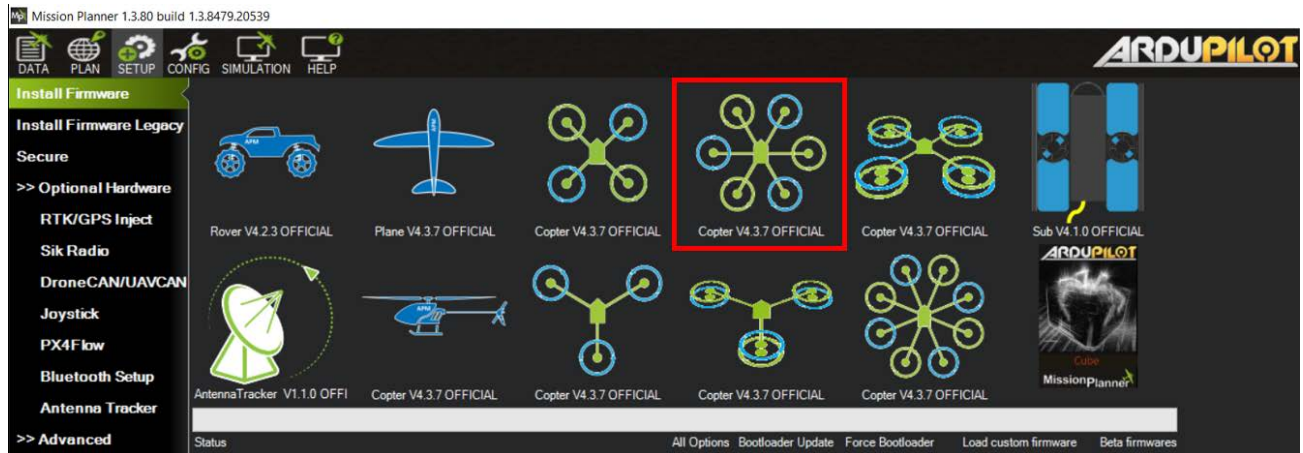 Mission Planner 1.3.80 build 1.3.8479.20539
DATA PLAN SETUP CONFIG SIMULATION HELP
ARDUPILOT
Install Firmware
Install Firmware Legacy
Secure
>> Optional Hardware
RTK/GPS Inject
Sik Radio
DroneCAN/UAVCAN
Joystick
PX4Flow
Bluetooth Setup
Antenna Tracker
>> Advanced
APM
Rover V4.2.3 OFFICIAL
Plane V4.3.7 OFFICIAL
Copter V4.3.7 OFFICIAL
Copter V4.3.7 OFFICIAL
Copter V4.3.7 OFFICIAL
Sub V4.1.0 OFFICIAL
ARDUPILOT
Cube
MissionPlanner
APM
AntennaTracker V1.1.0 OFFI
Copter V4.3.7 OFFICIAL
Copter V4.3.7 OFFICIAL
Copter V4.3.7 OFFICIAL
Copter V4.3.7 OFFICIAL
Status
All Options Bootloader Update Force Bootloader Load custom firmware Beta firmwares